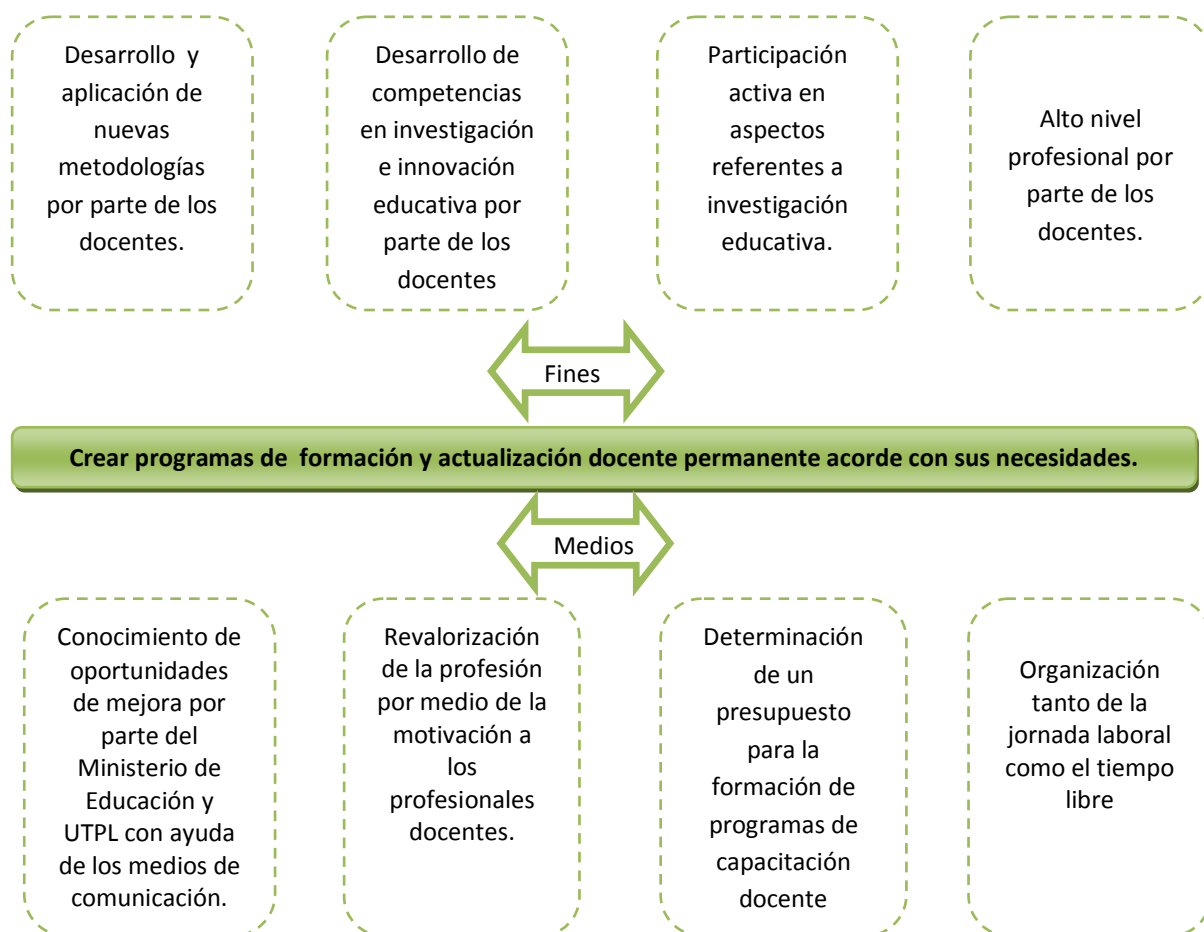 Desarrollo y
aplicación de
nuevas
metodologías
por parte de los
docentes.
Desarrollo de
competencias
en investigación
e innovación
educativa por
parte de los
docentes
Participación
activa en
aspectos
referentes a
investigación
educativa.
Alto nivel
profesional por
parte de los
docentes.
Fines
Crear programas de formación y actualización docente permanente acorde con sus necesidades.
Medios
Conocimiento de
oportunidades
de mejora por
parte del
Ministerio de
Educación y
UTPL con ayuda
de los medios de
comunicación.
Revalorización
de la profesión
por medio de la
motivación a
los
profesionales
docentes.
Determinación
de un
presupuesto
para la
formación de
programas de
capacitación
docente
Organización
tanto de la
jornada laboral
como el tiempo
libre